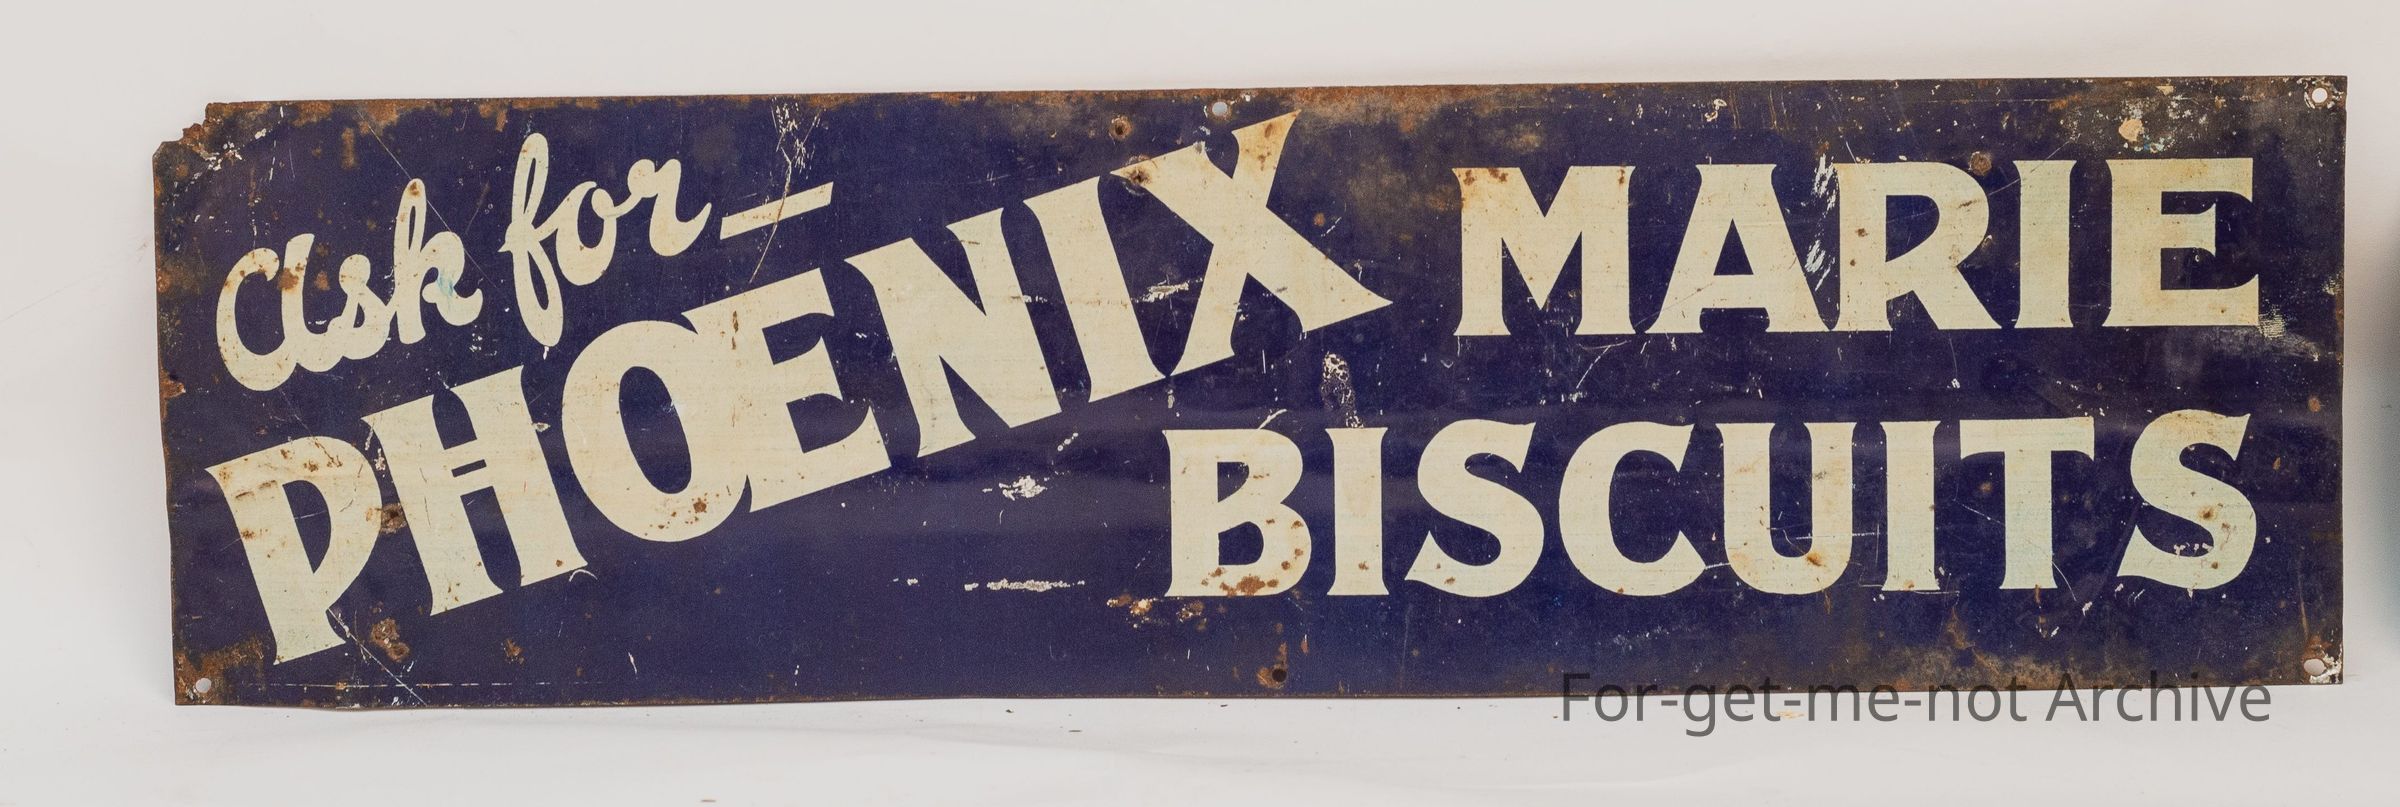 ask for-
PHŒNIX MARIE
BISCUITS
For-get-me-not Archive